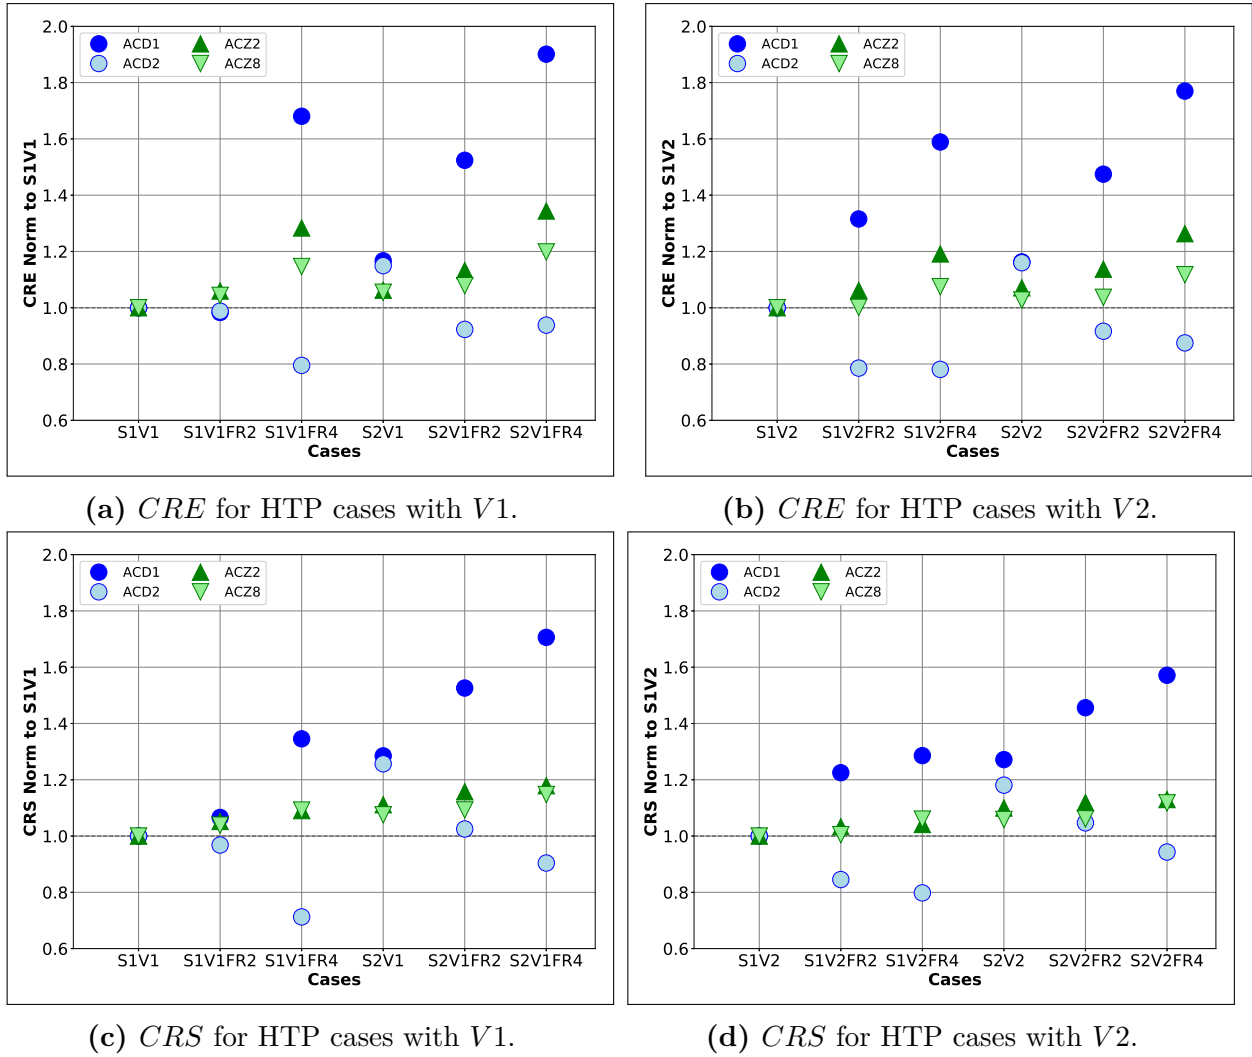 2.0
1.8
1.6
1.4
1.2
1.0
0.8
0.6
CRE Norm to S1V1
ACD1
ACD2
ACZ2
ACZ8
S1V1 S1V1FR2 S1V1FR4 S2V1 S2V1FR2 S2V1FR4
Cases
(a) CRE for HTP cases with V1.
2.0
1.8
1.6
1.4
1.2
1.0
0.8
0.6
CRE Norm to S1V2
ACD1
ACD2
ACZ2
ACZ8
S1V2 S1V2FR2 S1V2FR4 S2V2 S2V2FR2 S2V2FR4
Cases
(b) CRE for HTP cases with V2.
2.0
1.8
1.6
1.4
1.2
1.0
0.8
0.6
CRS Norm to S1V1
ACD1
ACD2
ACZ2
ACZ8
S1V1 S1V1FR2 S1V1FR4 S2V1 S2V1FR2 S2V1FR4
Cases
(c) CRS for HTP cases with V1.
2.0
1.8
1.6
1.4
1.2
1.0
0.8
0.6
CRS Norm to S1V2
ACD1
ACD2
ACZ2
ACZ8
S1V2 S1V2FR2 S1V2FR4 S2V2 S2V2FR2 S2V2FR4
Cases
(d) CRS for HTP cases with V2.